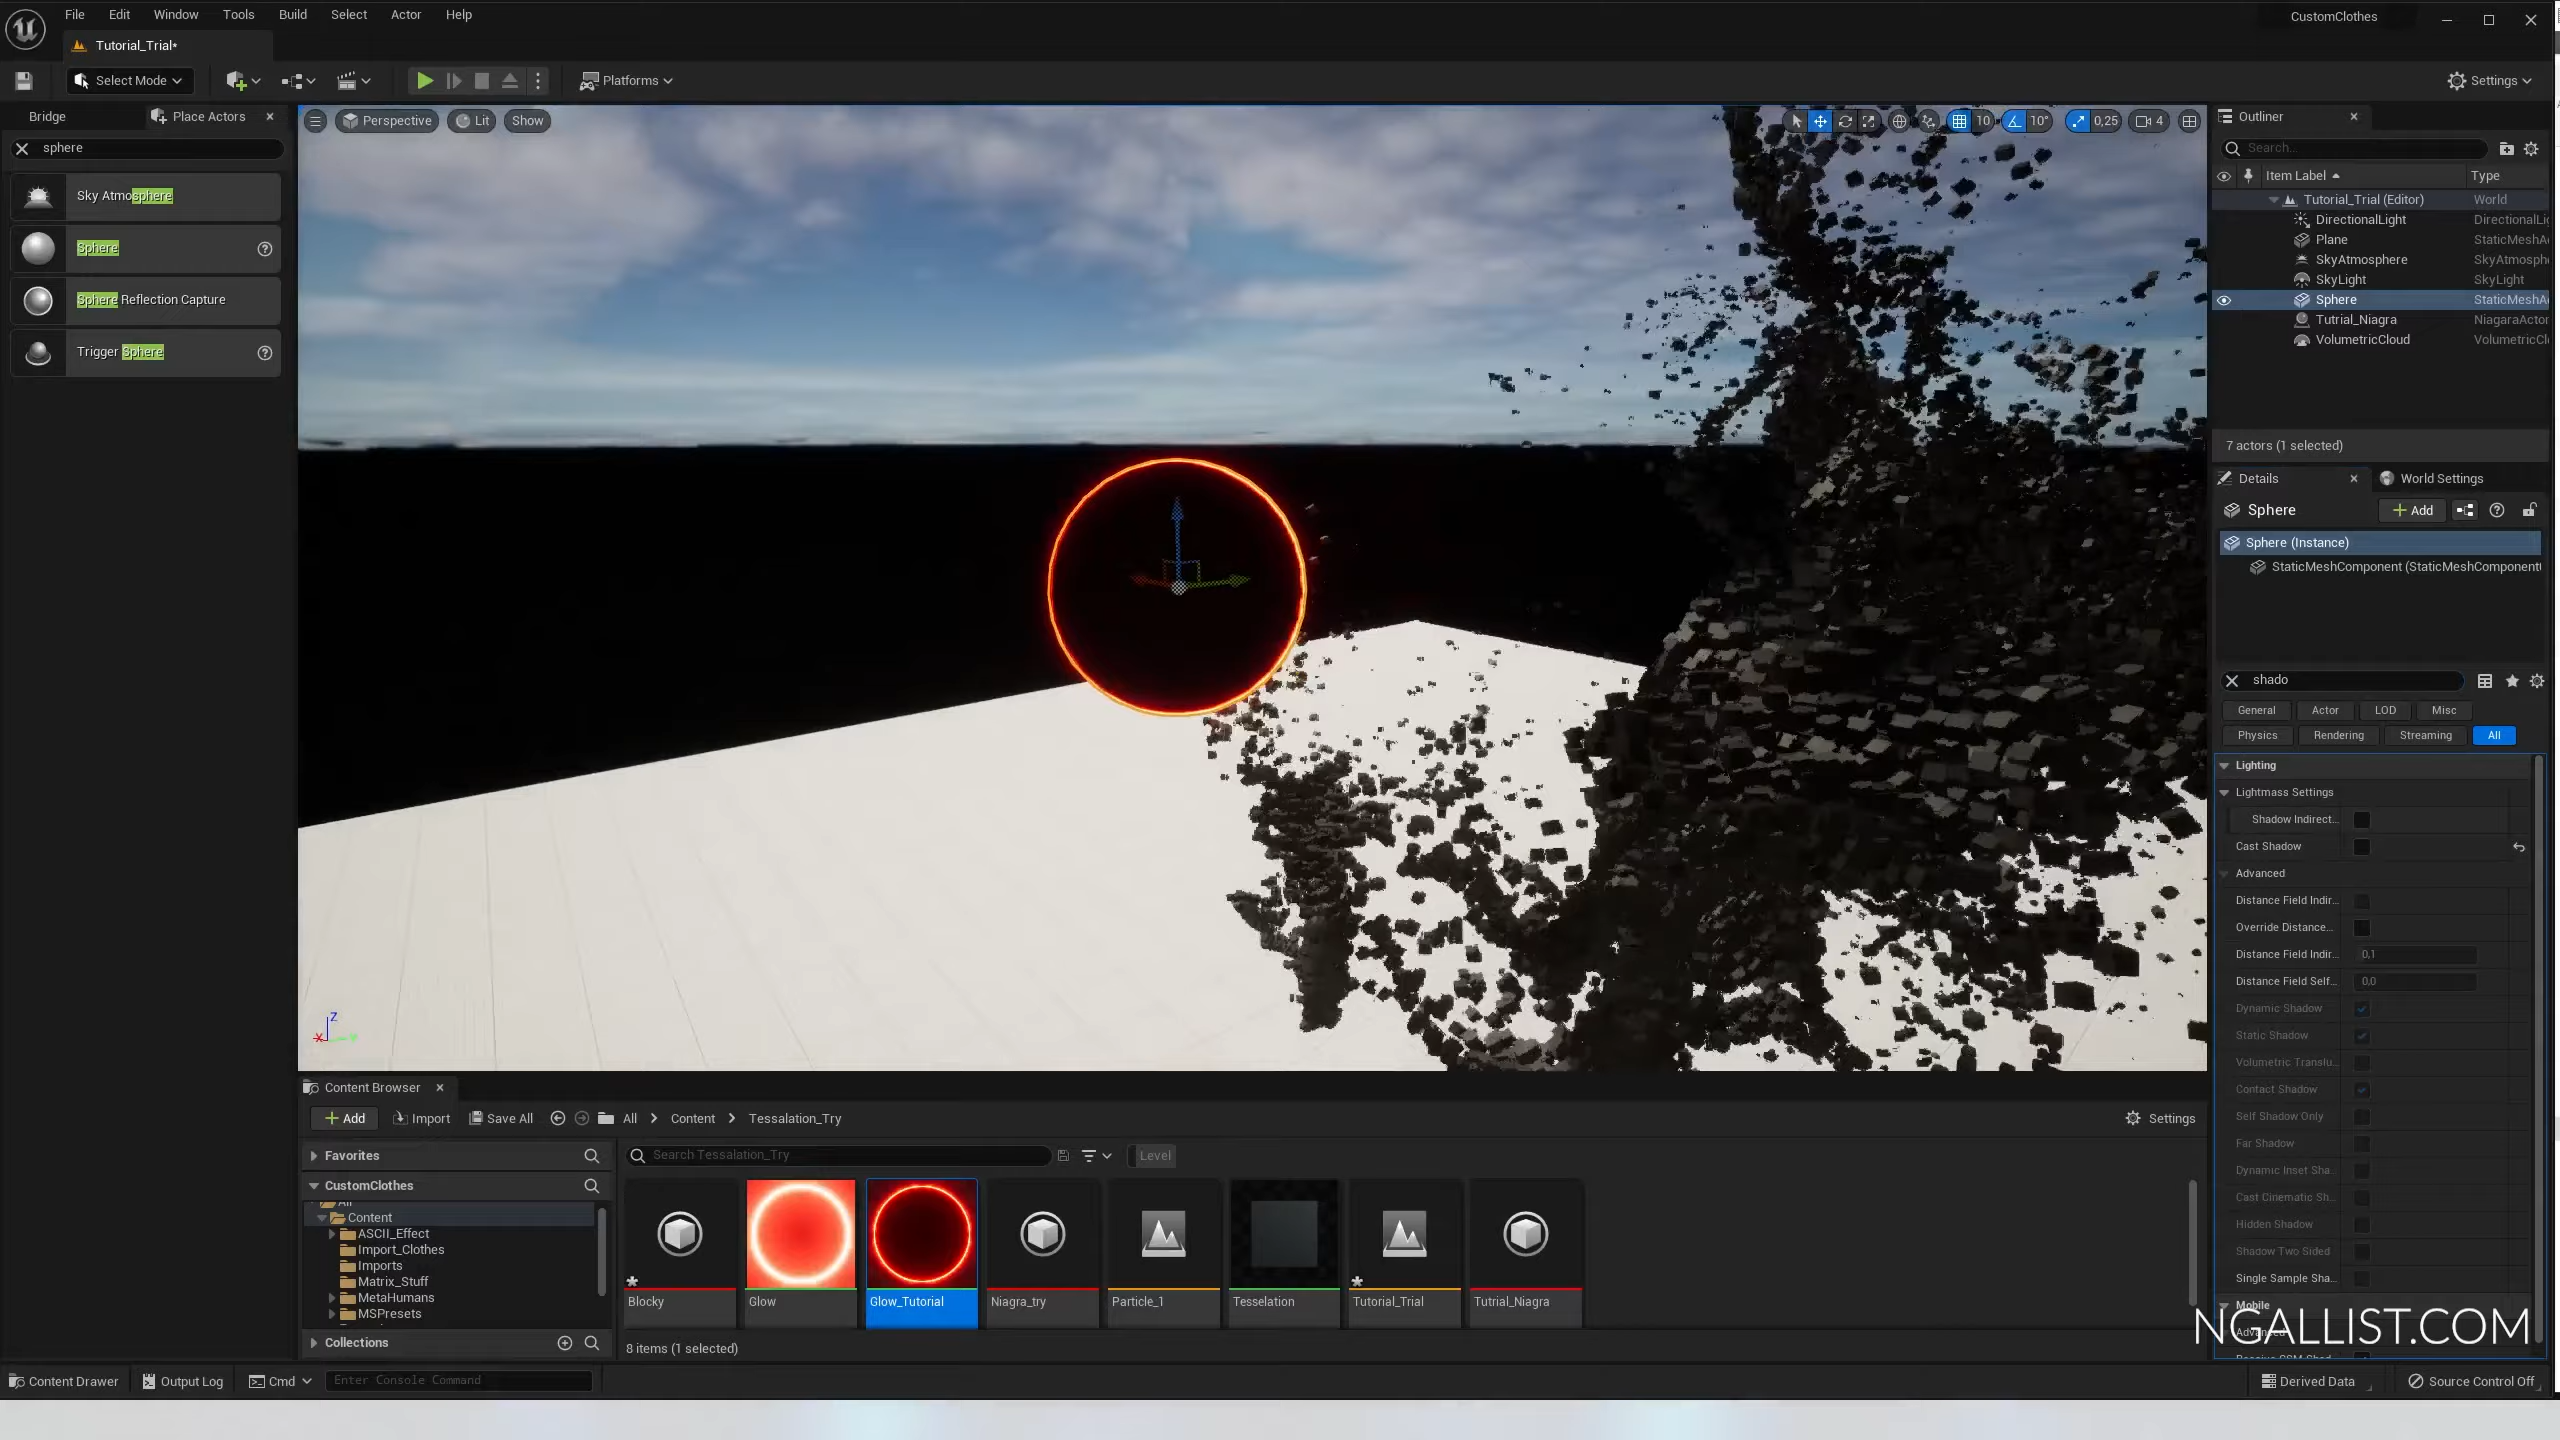 File Edit Window Tools Build Select Actor Help
CustomClothes
Tutorial_Trial*
Select Mode
Platforms
Settings
Bridge
Place Actors
sphere
Sky Atmosphere
Sphere
Sphere Reflection Capture
Trigger Sphere
Perspective
Lit
Show
10
10°
0,25
4
Outliner
Search...
Item Label
Type
Tutorial_Trial (Editor)
World
DirectionalLight
DirectionalLi
Plane
StaticMeshA
SkyAtmosphere
SkyAtmosph
SkyLight
SkyLight
Sphere
StaticMeshA
Tutrial_Niagra
NiagaraActor
VolumetricCloud
VolumetricCl
7 actors (1 selected)
Details
World Settings
Sphere
Add
Sphere (Instance)
StaticMeshComponent (StaticMeshComponent
shado
General
Actor
LOD
Misc
Physics
Rendering
Streaming
All
Lighting
Lightmass Settings
Shadow Indirect...
Cast Shadow
Advanced
Distance Field Indir...
Override Distance...
Distance Field Indir...
0,1
Distance Field Self...
0,0
Dynamic Shadow
Static Shadow
Volumetric Translu...
Contact Shadow
Self Shadow Only
Far Shadow
Dynamic Inset Sha...
Cast Cinematic Sh...
Hidden Shadow
Shadow Two Sided
Single Sample Sha...
Mobile
NGALLIST.COM
Z
X
Y
Content Browser
Add
Import
Save All
All
Content
Tessalation_Try
Settings
Favorites
Search Tessalation_Try
Level
CustomClothes
All
Content
ASCII_Effect
Import_Clothes
Imports
Matrix_Stuff
MetaHumans
MSPresets
Collections
Blocky
Glow
Glow_Tutorial
Niagra_try
Particle_1
Tesselation
Tutorial_Trial
Tutrial_Niagra
8 items (1 selected)
Content Drawer
Output Log
Cmd
Enter Console Command
Derived Data
Source Control Off